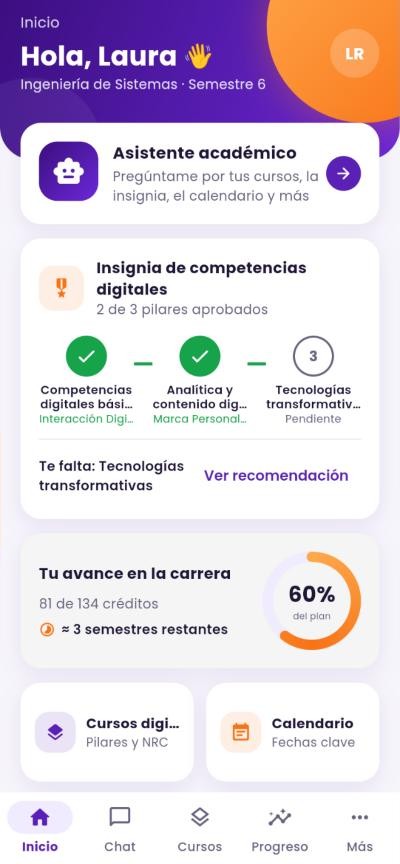 Inicio
Hola, Laura 👋
LR
Ingeniería de Sistemas · Semestre 6
Asistente académico
Pregúntame por tus cursos, la
insignia, el calendario y más
Insignia de competencias
digitales
2 de 3 pilares aprobados
3
Competencias
digitales bási...
Interacción Digi...
Analítica y
contenido dig...
Marca Personal...
Tecnologías
transformativ...
Pendiente
Te falta: Tecnologías
transformativas
Ver recomendación
Tu avance en la carrera
81 de 134 créditos
≈ 3 semestres restantes
60%
del plan
Cursos digi...
Pilares y NRC
Calendario
Fechas clave
Inicio
Chat
Cursos
Progreso
Más